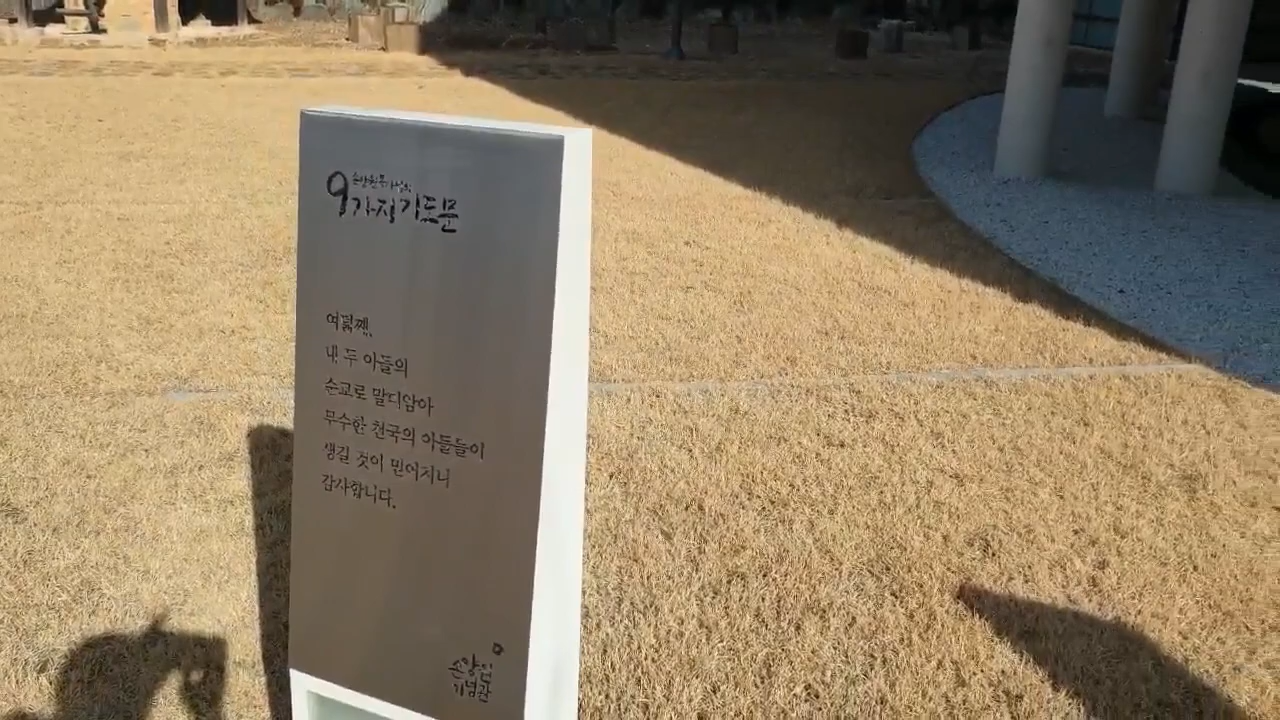 손양원 목사님의
9가지 기도문
여덟째,
내 두 아들의
순교로 말미암아
무수한 천국의 아들들이
생길 것이 믿어지니
감사합니다.
손양원
기념관